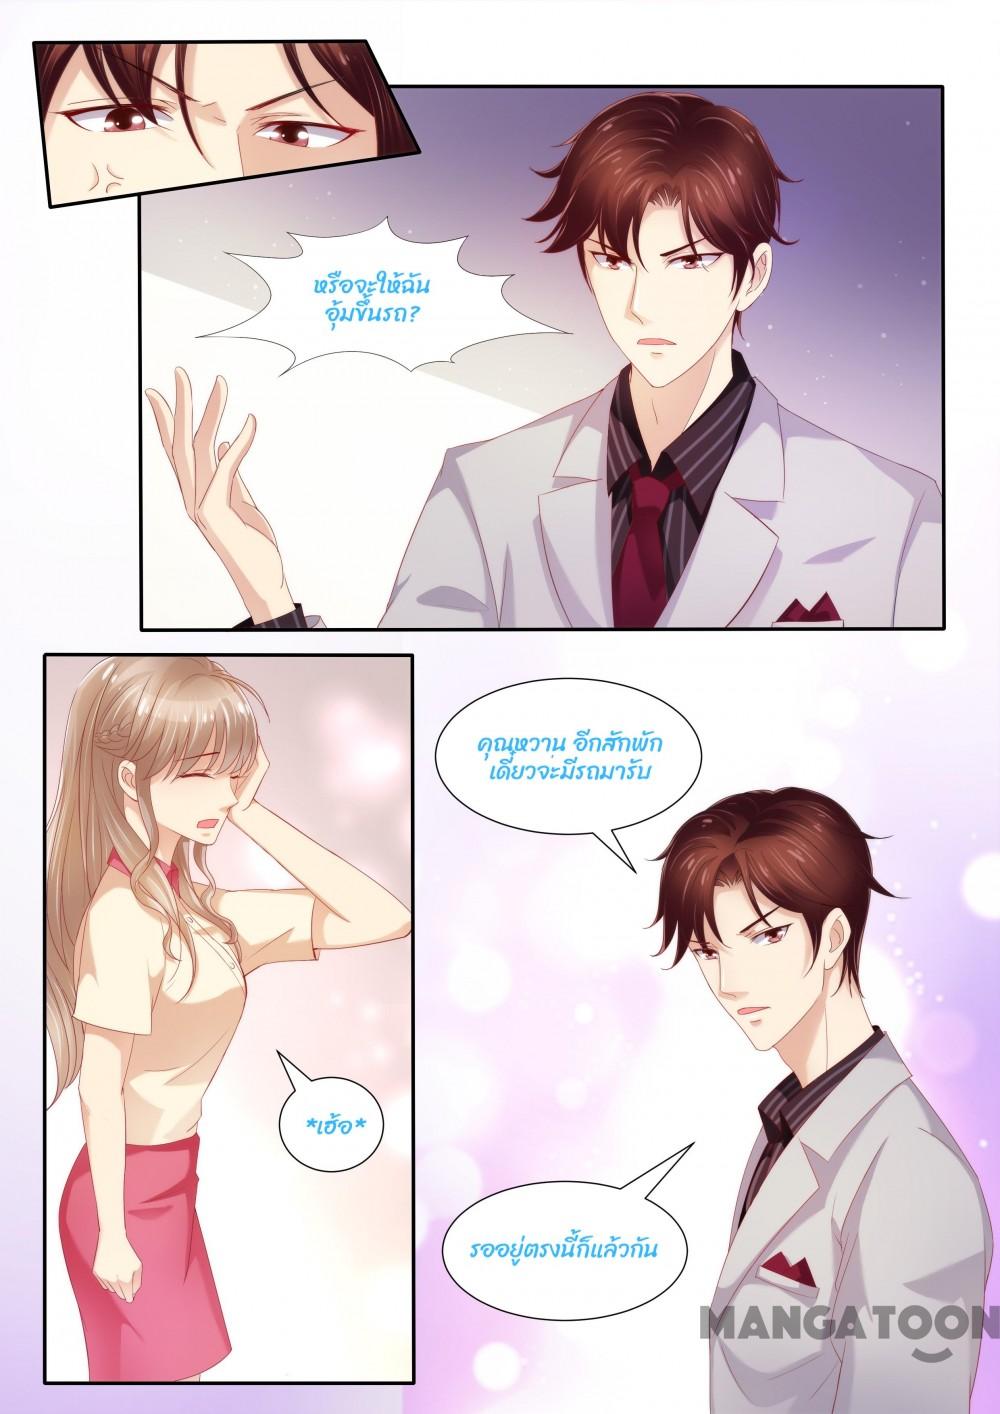 หรือจะให้ฉัน
อุ้มขึ้นรถ?
คุณหวาน อีกสักพัก
เดี๋ยวจะมีรถมารับ
*เฮ้อ*
รออยู่ตรงนี้ก็แล้วกัน
MANGATOON